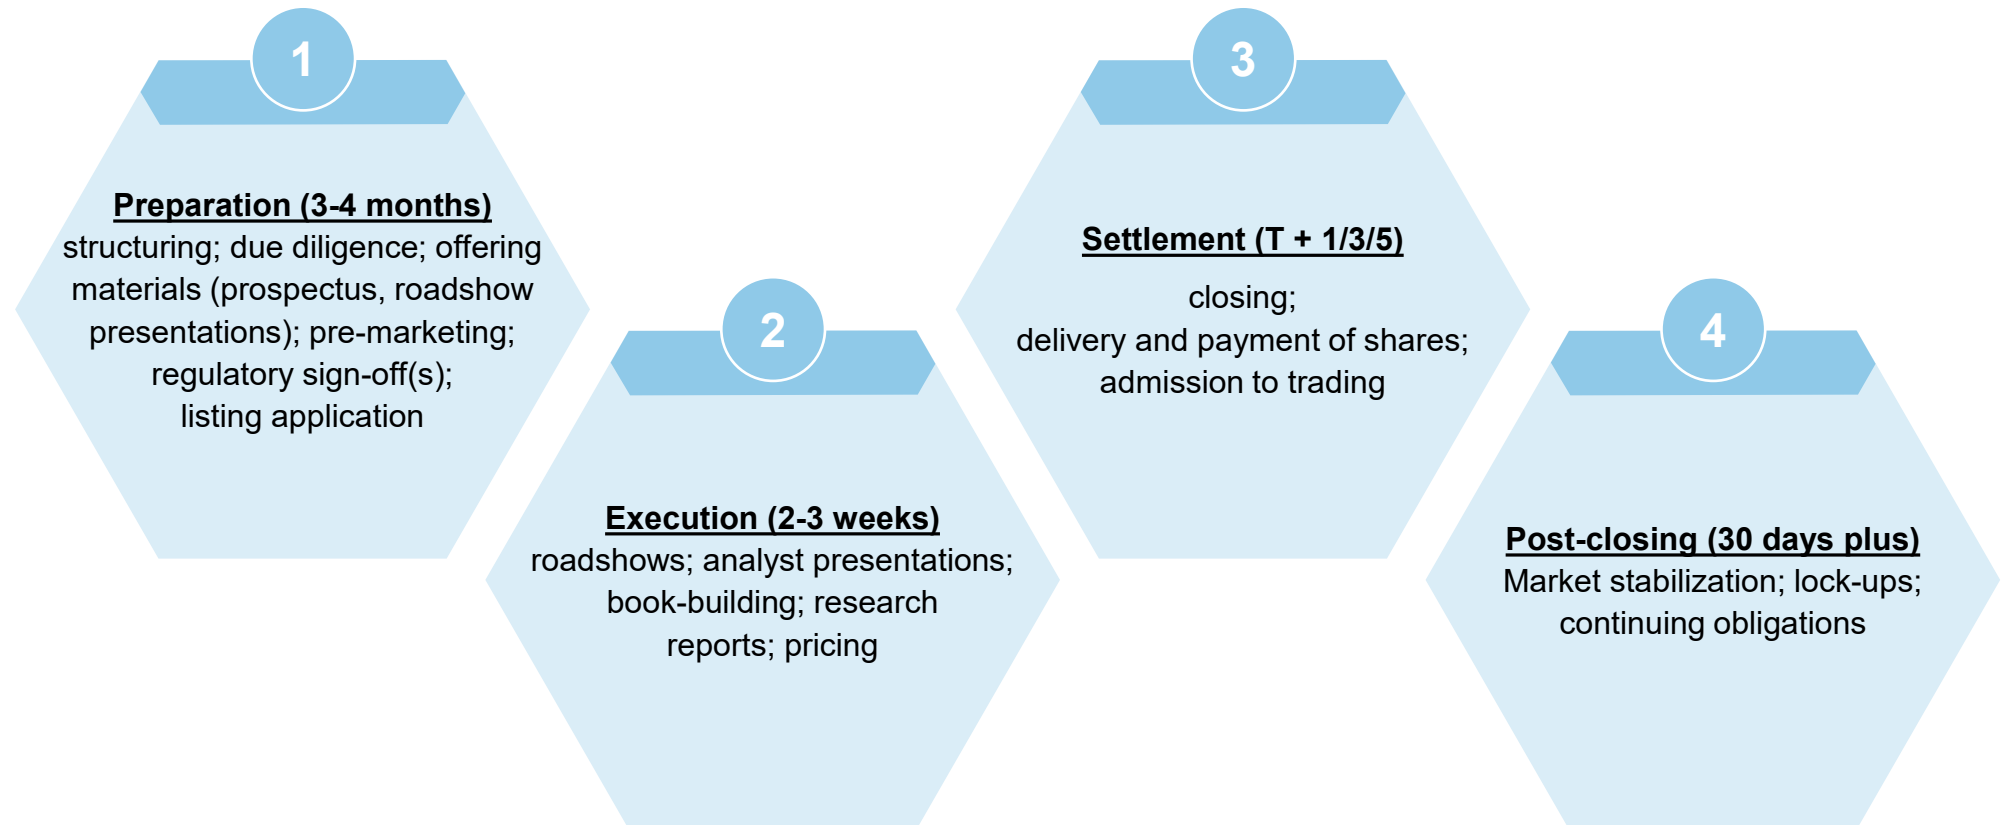 1
Preparation (3-4 months)
structuring; due diligence; offering
materials (prospectus, roadshow
presentations); pre-marketing;
regulatory sign-off(s);
listing application
2
Execution (2-3 weeks)
roadshows; analyst presentations;
book-building; research
reports; pricing
3
Settlement (T + 1/3/5)
closing;
delivery and payment of shares;
admission to trading
4
Post-closing (30 days plus)
Market stabilization; lock-ups;
continuing obligations